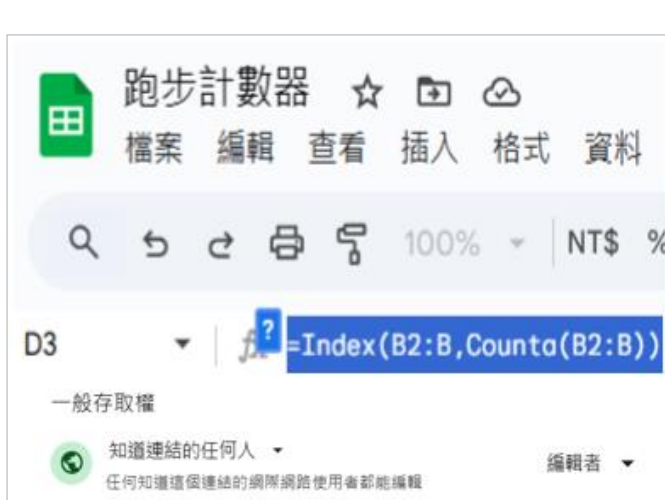 跑步計數器
檔案 編輯 查看 插入 格式 資料
100% NT$ %
D3 fx ? =Index(B2:B,Counta(B2:B))
一般存取權
知道連結的任何人 編輯者
任何知道這個連結的網際網路使用者都能編輯